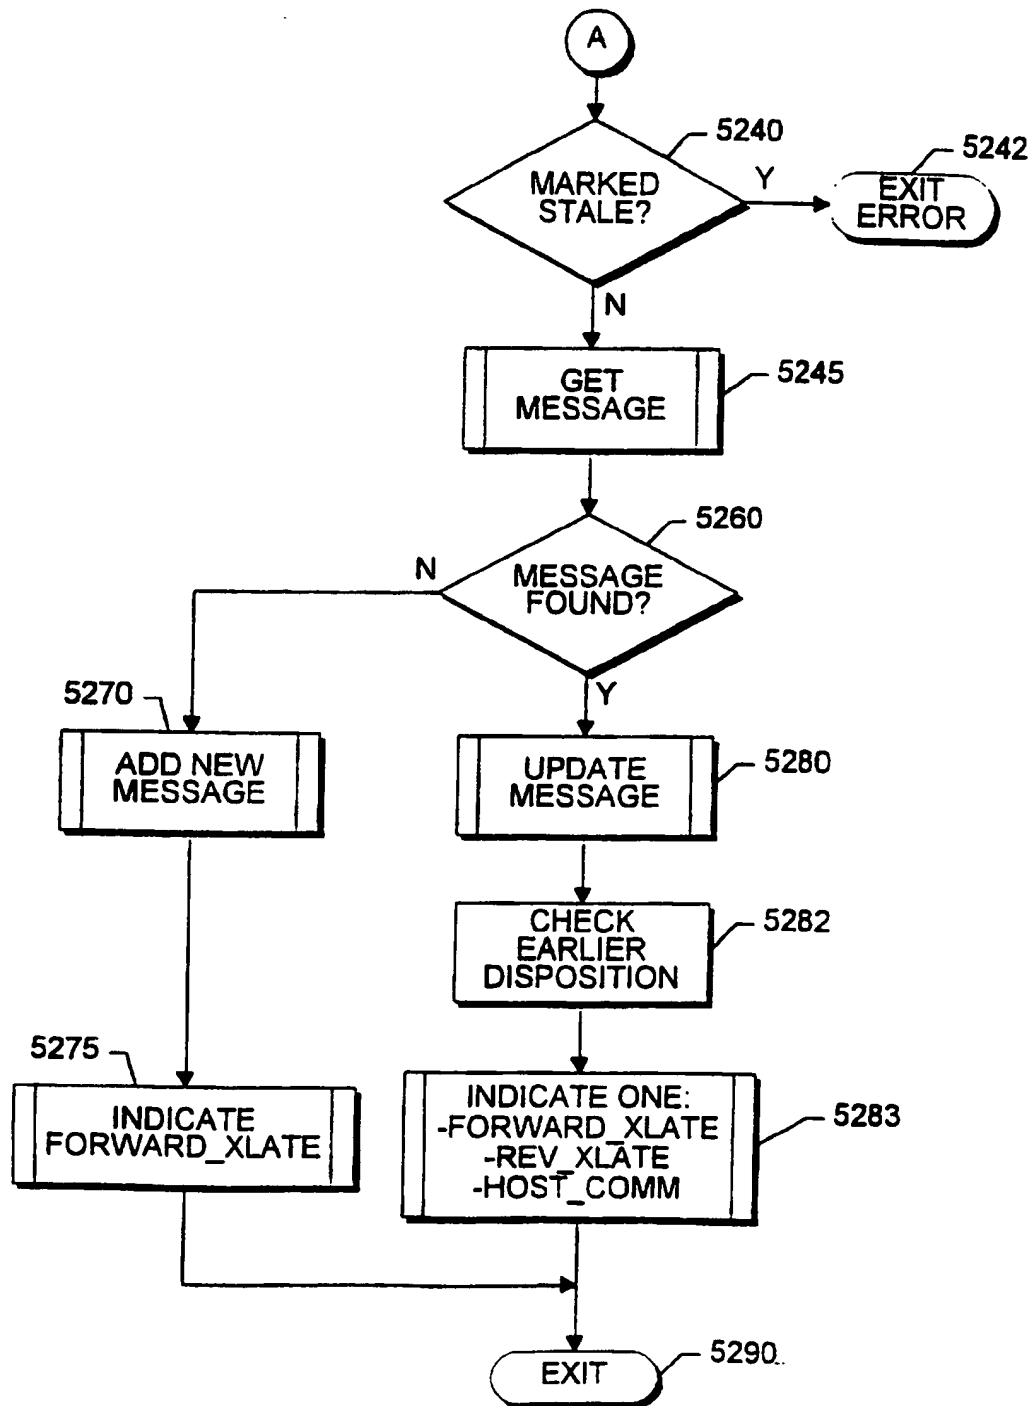 A
5240
MARKED
STALE?
Y
5242
EXIT
ERROR
N
GET
MESSAGE
5245
5260
MESSAGE
FOUND?
N
Y
5270
ADD NEW
MESSAGE
UPDATE
MESSAGE
5280
CHECK
EARLIER
DISPOSITION
5282
5275
INDICATE
FORWARD_XLATE
INDICATE ONE:
-FORWARD_XLATE
-REV_XLATE
-HOST_COMM
5283
EXIT
5290